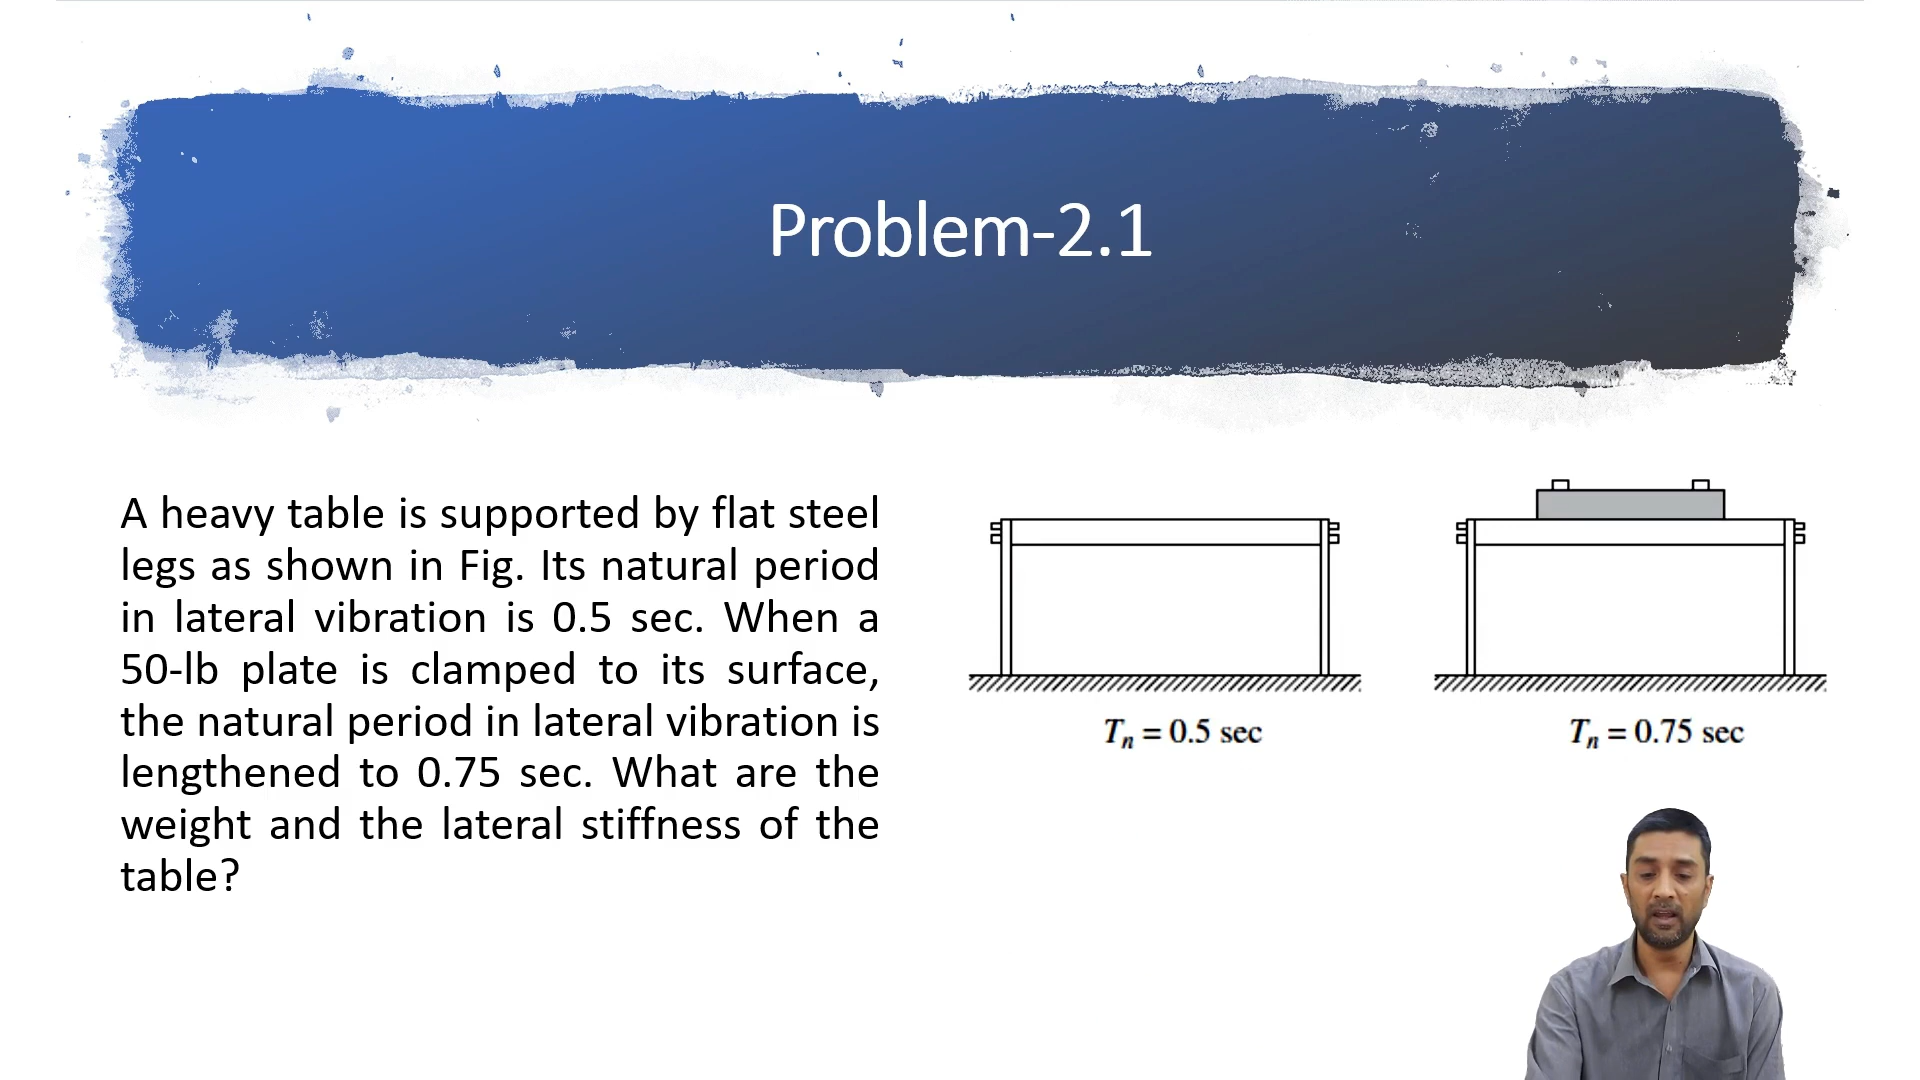 Problem-2.1
A heavy table is supported by flat steel
legs as shown in Fig. Its natural period
in lateral vibration is 0.5 sec. When a
50-lb plate is clamped to its surface,
the natural period in lateral vibration is
lengthened to 0.75 sec. What are the
weight and the lateral stiffness of the
table?
Tn = 0.5 sec
Tn = 0.75 sec